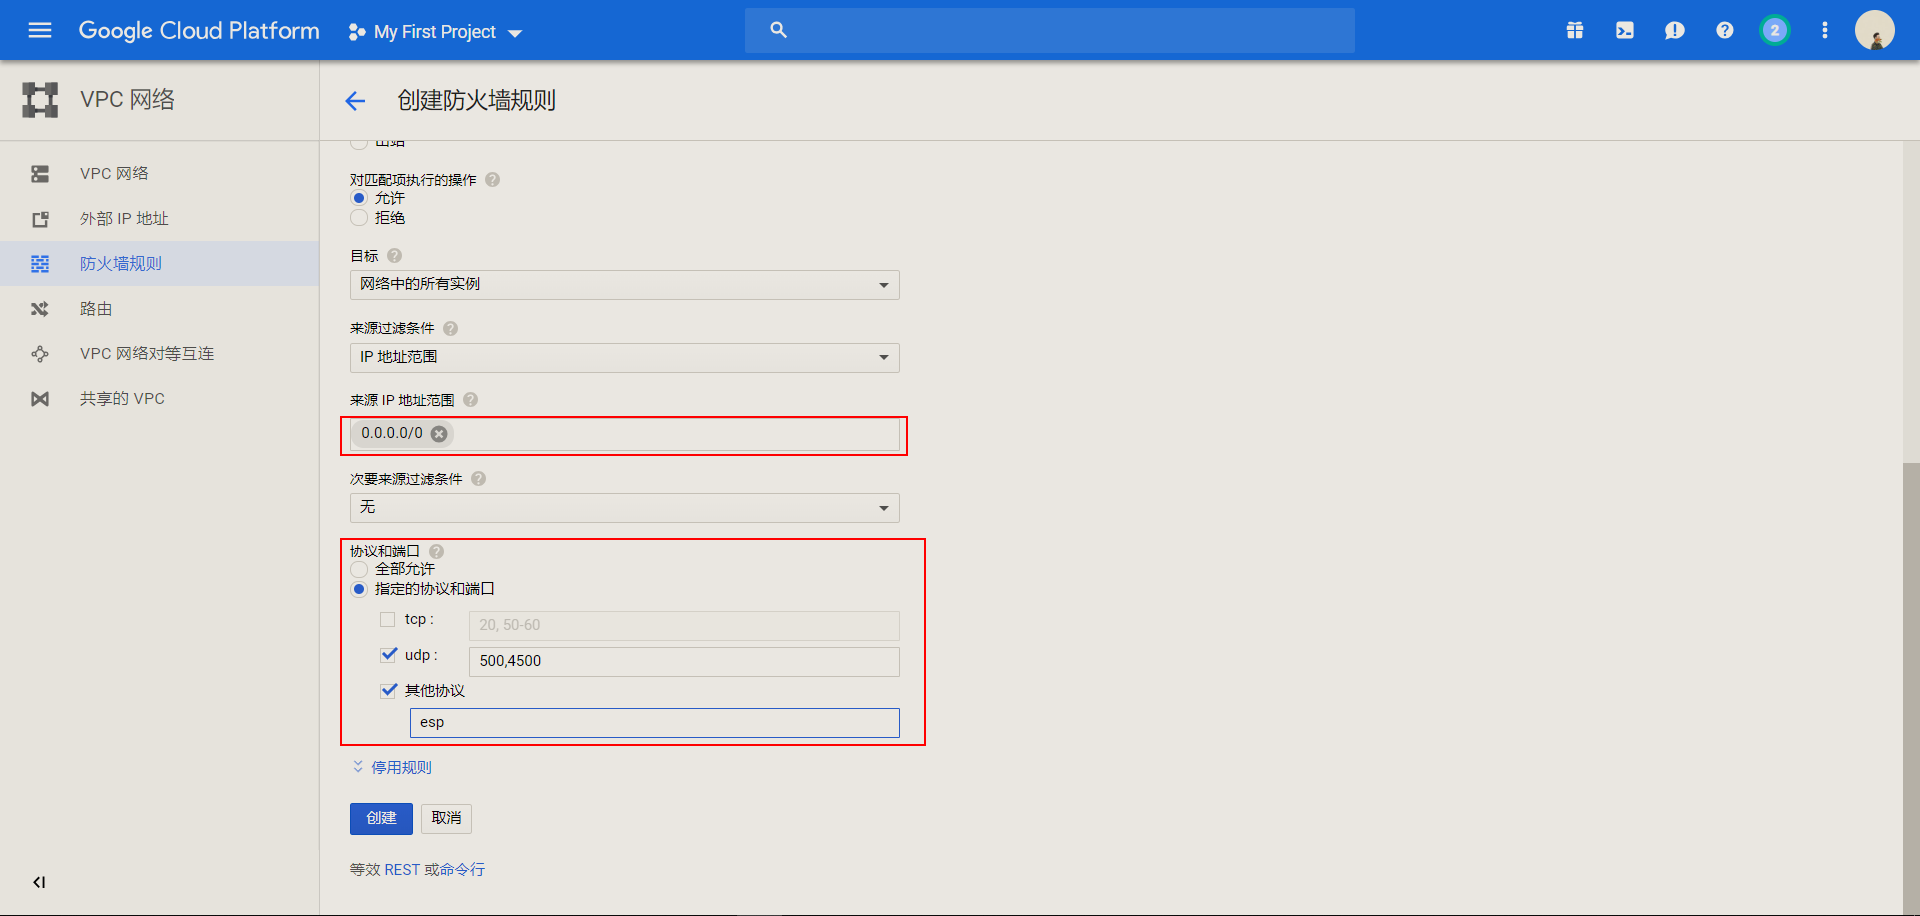 Google Cloud Platform
My First Project
2
VPC 网络
创建防火墙规则
VPC 网络
外部 IP 地址
防火墙规则
路由
VPC 网络对等互连
共享的 VPC
出站
对匹配项执行的操作
允许
拒绝
目标
网络中的所有实例
来源过滤条件
IP 地址范围
来源 IP 地址范围
0.0.0.0/0
次要来源过滤条件
无
协议和端口
全部允许
指定的协议和端口
tcp :
20, 50-60
udp :
500,4500
其他协议
esp
停用规则
创建
取消
等效 REST 或命令行